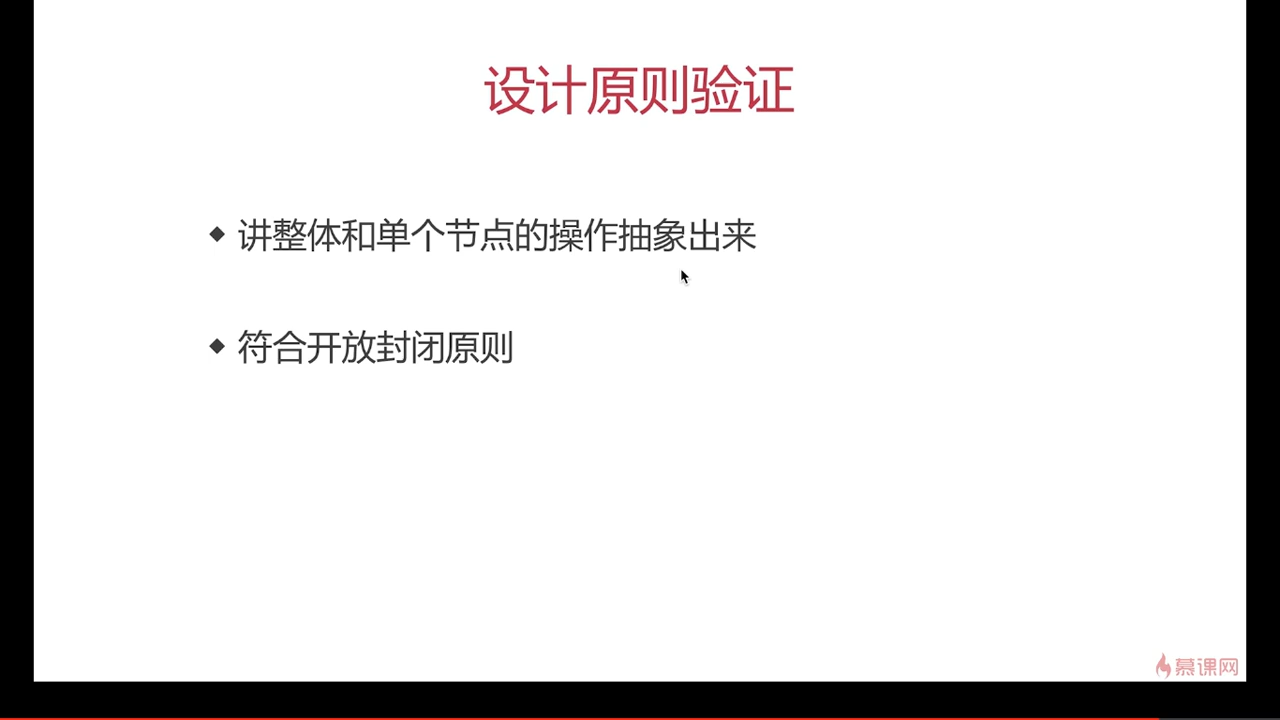 设计原则验证
讲整体和单个节点的操作抽象出来
符合开放封闭原则
慕课网